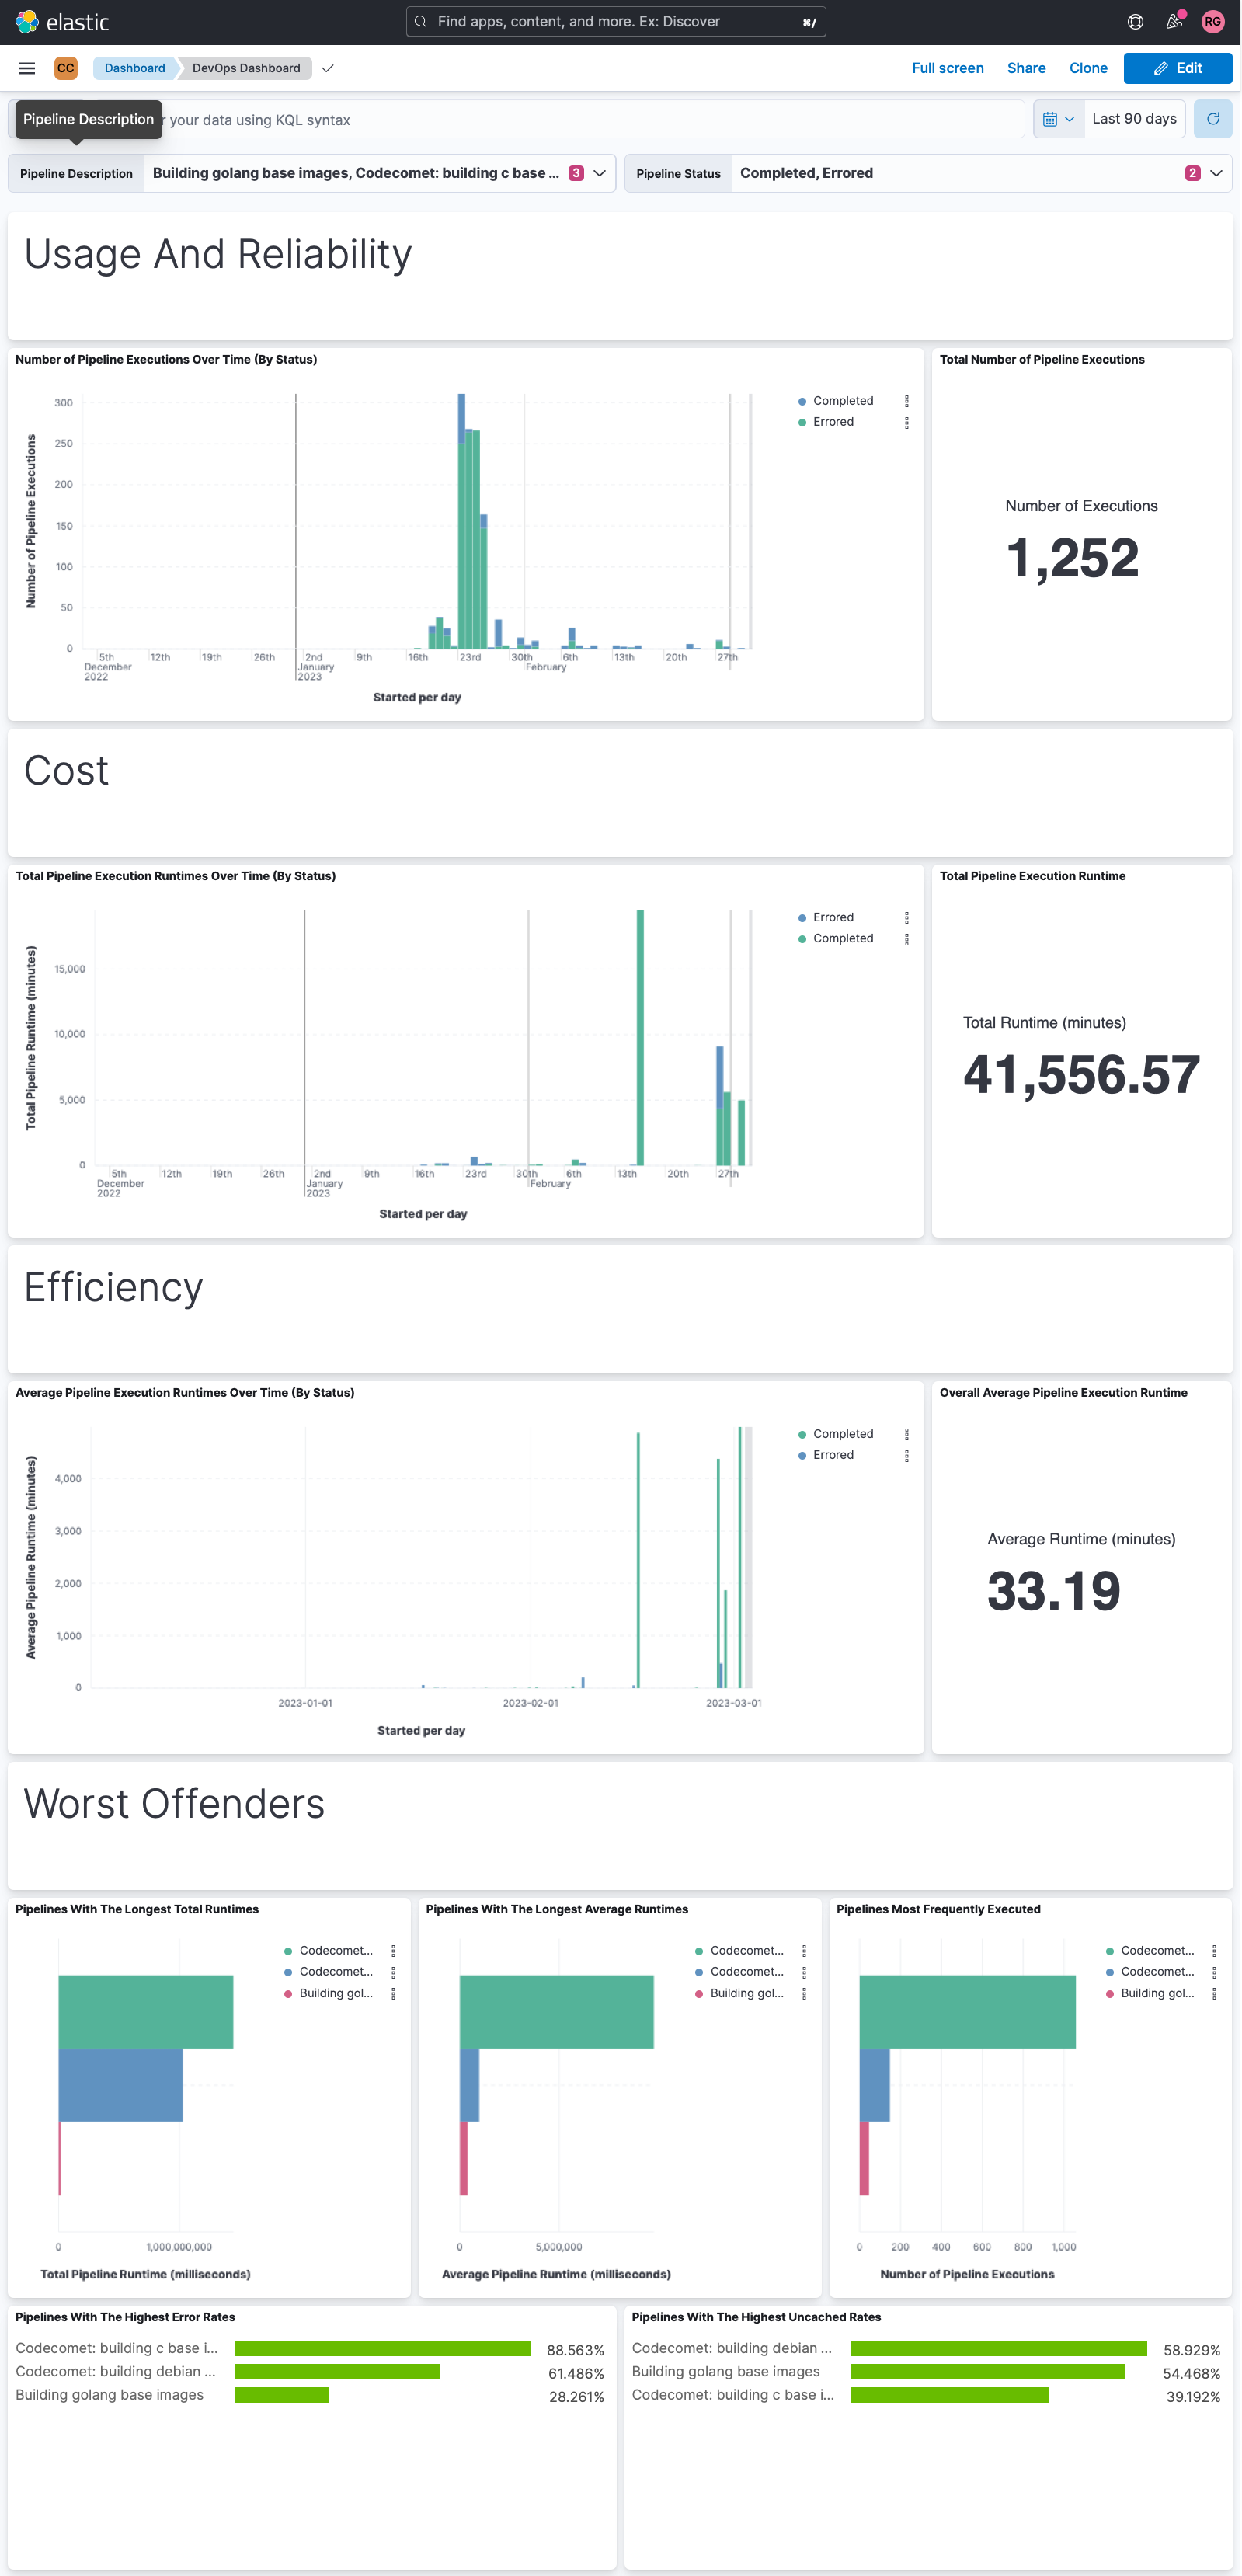 elastic
Find apps, content, and more. Ex: Discover
⌘/
RG
CC
Dashboard
DevOps Dashboard
Full screen
Share
Clone
Edit
Pipeline Description
your data using KQL syntax
Last 90 days
Pipeline Description
Building golang base images, Codecomet: building c base ...
3
Pipeline Status
Completed, Errored
2
Usage And Reliability
Number of Pipeline Executions Over Time (By Status)
Number of Pipeline Executions
300
250
200
150
100
50
0
5th
December
2022
12th
19th
26th
2nd
January
2023
9th
16th
23rd
30th
February
6th
13th
20th
27th
Started per day
Completed
Errored
Total Number of Pipeline Executions
Number of Executions
1,252
Cost
Total Pipeline Execution Runtimes Over Time (By Status)
Total Pipeline Runtime (minutes)
15,000
10,000
5,000
0
5th
December
2022
12th
19th
26th
2nd
January
2023
9th
16th
23rd
30th
February
6th
13th
20th
27th
Started per day
Errored
Completed
Total Pipeline Execution Runtime
Total Runtime (minutes)
41,556.57
Efficiency
Average Pipeline Execution Runtimes Over Time (By Status)
Average Pipeline Runtime (minutes)
4,000
3,000
2,000
1,000
0
2023-01-01
2023-02-01
2023-03-01
Started per day
Completed
Errored
Overall Average Pipeline Execution Runtime
Average Runtime (minutes)
33.19
Worst Offenders
Pipelines With The Longest Total Runtimes
Codecomet...
Codecomet...
Building gol...
0
1,000,000,000
Total Pipeline Runtime (milliseconds)
Pipelines With The Longest Average Runtimes
Codecomet...
Codecomet...
Building gol...
0
5,000,000
Average Pipeline Runtime (milliseconds)
Pipelines Most Frequently Executed
Codecomet...
Codecomet...
Building gol...
0
200
400
600
800
1,000
Number of Pipeline Executions
Pipelines With The Highest Error Rates
Codecomet: building c base i... 88.563%
Codecomet: building debian ... 61.486%
Building golang base images 28.261%
Pipelines With The Highest Uncached Rates
Codecomet: building debian ... 58.929%
Building golang base images 54.468%
Codecomet: building c base i... 39.192%